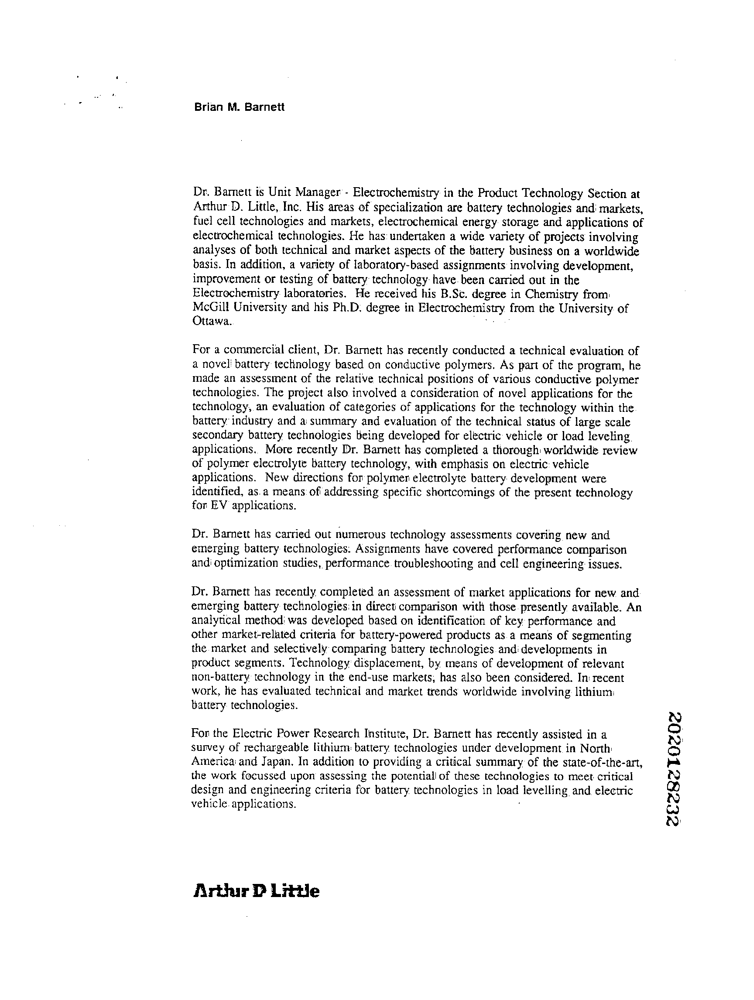 Brian M. Barnett
Dr. Barnett is Unit Manager - Electrochemistry in the Product Technology Section at
Arthur D. Little, Inc. His areas of specialization are battery technologies and markets,
fuel cell technologies and markets, electrochemical energy storage and applications of
electrochemical technologies. He has undertaken a wide variety of projects involving
analyses of both technical and market aspects of the battery business on a worldwide
basis. In addition, a variety of laboratory-based assignments involving development,
improvement or testing of battery technology have been carried out in the
Electrochemistry laboratories. He received his B.Sc. degree in Chemistry from
McGill University and his Ph.D. degree in Electrochemistry from the University of
Ottawa.
For a commercial client, Dr. Barnett has recently conducted a technical evaluation of
a novel battery technology based on conductive polymers. As part of the program, he
made an assessment of the relative technical positions of various conductive polymer
technologies. The project also involved a consideration of novel applications for the
technology, an evaluation of categories of applications for the technology within the
battery industry and a summary and evaluation of the technical status of large scale
secondary battery technologies being developed for electric vehicle or load leveling
applications. More recently Dr. Barnett has completed a thorough worldwide review
of polymer electrolyte battery technology, with emphasis on electric vehicle
applications. New directions for polymer electrolyte battery development were
identified, as a means of addressing specific shortcomings of the present technology
for EV applications.
Dr. Barnett has carried out numerous technology assessments covering new and
emerging battery technologies. Assignments have covered performance comparison
and optimization studies, performance troubleshooting and cell engineering issues.
Dr. Barnett has recently completed an assessment of market applications for new and
emerging battery technologies in direct comparison with those presently available. An
analytical method was developed based on identification of key performance and
other market-related criteria for battery-powered products as a means of segmenting
the market and selectively comparing battery technologies and developments in
product segments. Technology displacement, by means of development of relevant
non-battery technology in the end-use markets, has also been considered. In recent
work, he has evaluated technical and market trends worldwide involving lithium
battery technologies.
For the Electric Power Research Institute, Dr. Barnett has recently assisted in a
survey of rechargeable lithium battery technologies under development in North
America and Japan. In addition to providing a critical summary of the state-of-the-art,
the work focussed upon assessing the potential of these technologies to meet critical
design and engineering criteria for battery technologies in load levelling and electric
vehicle applications.
2020128232
Arthur D Little